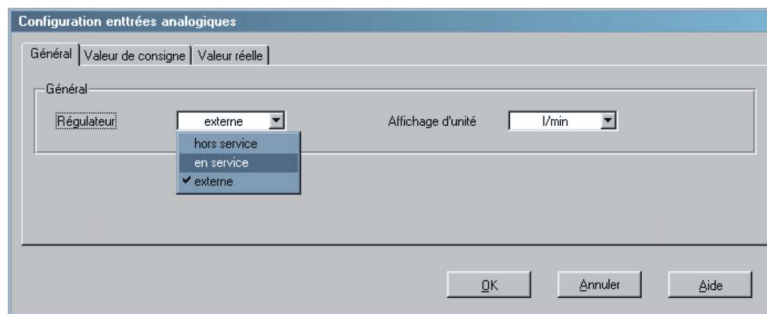 Configuration enttrées analogiques
Général Valeur de consigne Valeur réelle
Général
Régulateur externe Affichage d'unité l/min
hors service
en service
✔ externe
OK Annuler Aide